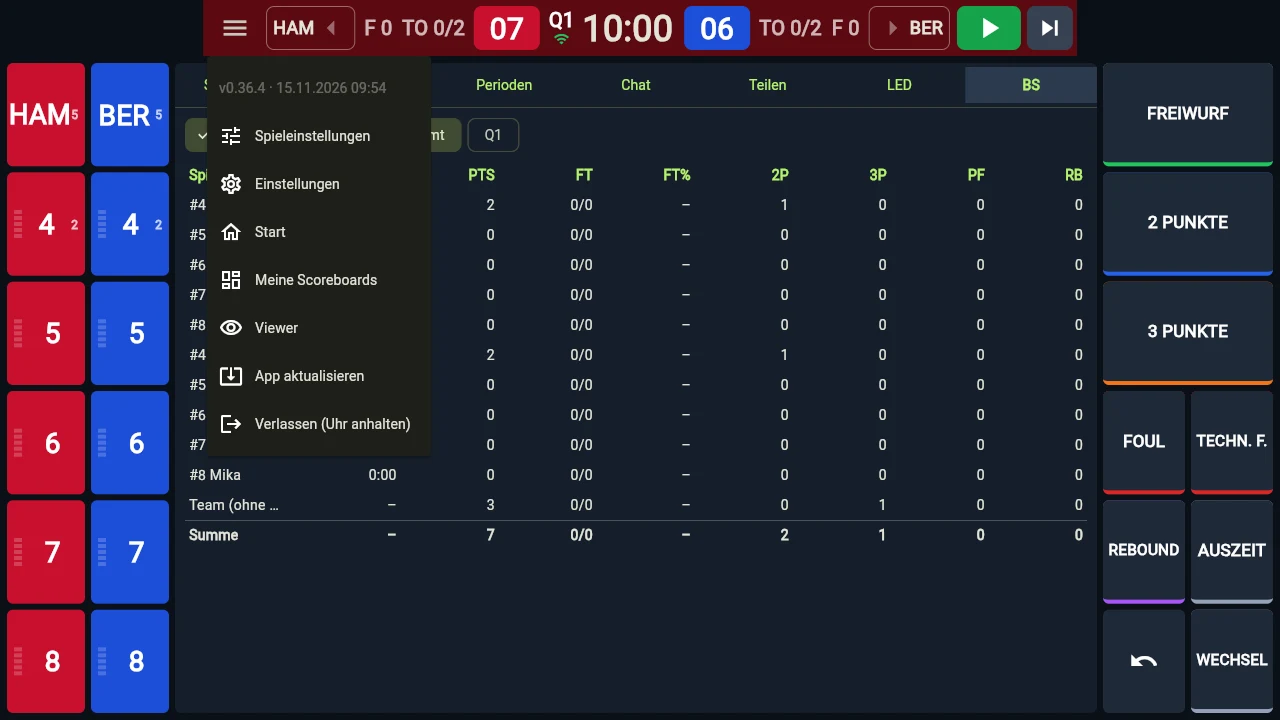 HAM F 0 TO 0/2 07 Q1 10:00 06 TO 0/2 F 0 BER
HAM 5 BER 5
4 2 4 2
5 5
6 6
7 7
8 8
v0.36.4 · 15.11.2026 09:54
Spieleinstellungen
Einstellungen
Start
Meine Scoreboards
Viewer
App aktualisieren
Verlassen (Uhr anhalten)
Perioden Chat Teilen LED BS
mt Q1
Spi PTS FT FT% 2P 3P PF RB
#4 2 0/0 – 1 0 0 0
#5 0 0/0 – 0 0 0 0
#6 0 0/0 – 0 0 0 0
#7 0 0/0 – 0 0 0 0
#8 0 0/0 – 0 0 0 0
#4 2 0/0 – 1 0 0 0
#5 0 0/0 – 0 0 0 0
#6 0 0/0 – 0 0 0 0
#7 0 0/0 – 0 0 0 0
#8 Mika 0:00 0 0/0 – 0 0 0 0
Team (ohne … – 3 0/0 – 0 1 0 0
Summe – 7 0/0 – 2 1 0 0
FREIWURF
2 PUNKTE
3 PUNKTE
FOUL TECHN. F.
REBOUND AUSZEIT
WECHSEL